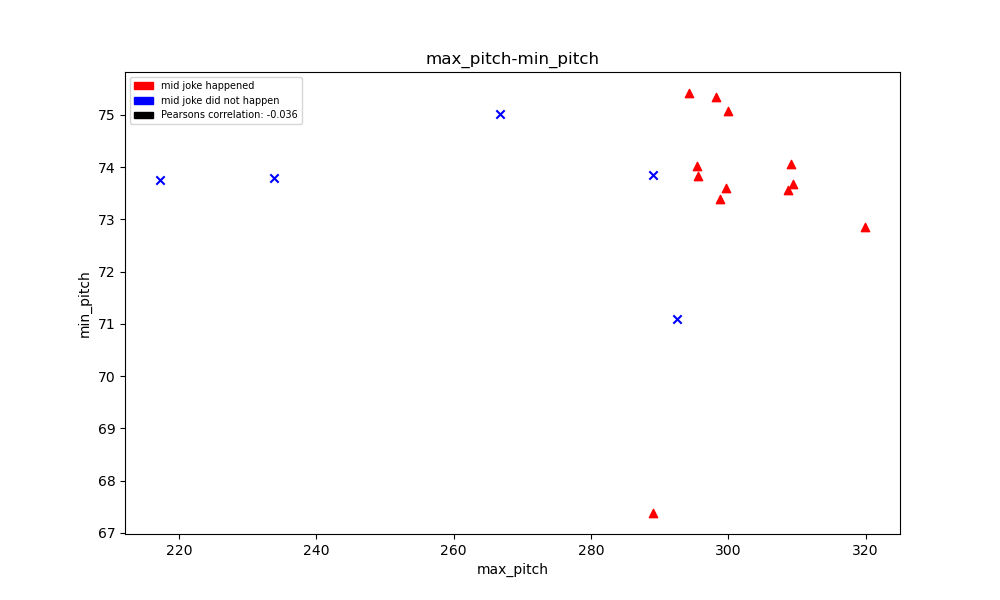 max_pitch-min_pitch
mid joke happened
mid joke did not happen
Pearsons correlation: -0.036
75
74
73
72
71
70
69
68
67
min_pitch
220
240
260
280
300
320
max_pitch